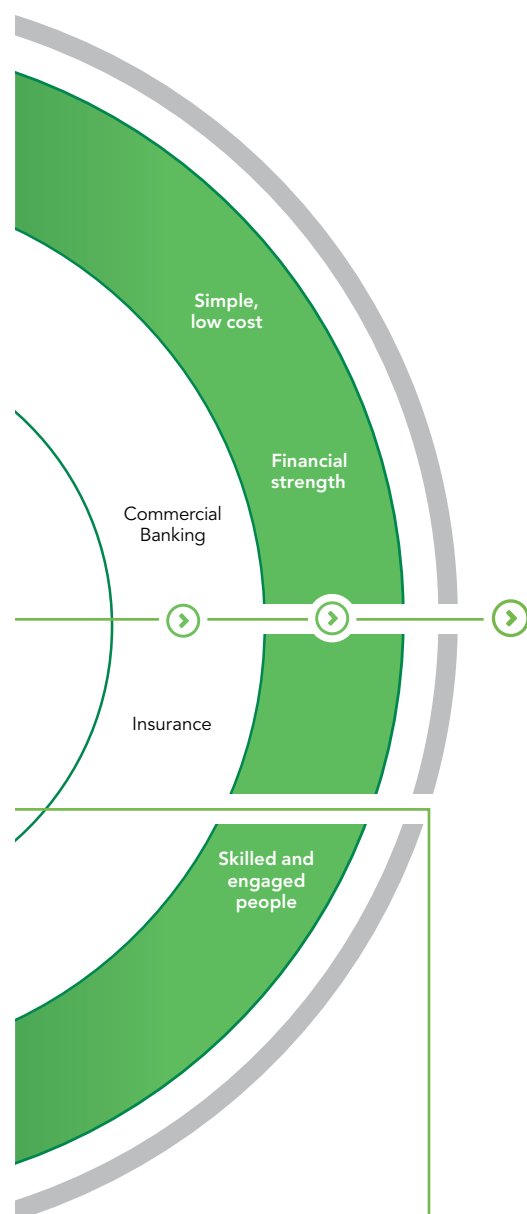 Simple,
low cost
Financial
strength
Commercial
Banking
Insurance
Skilled and
engaged
people